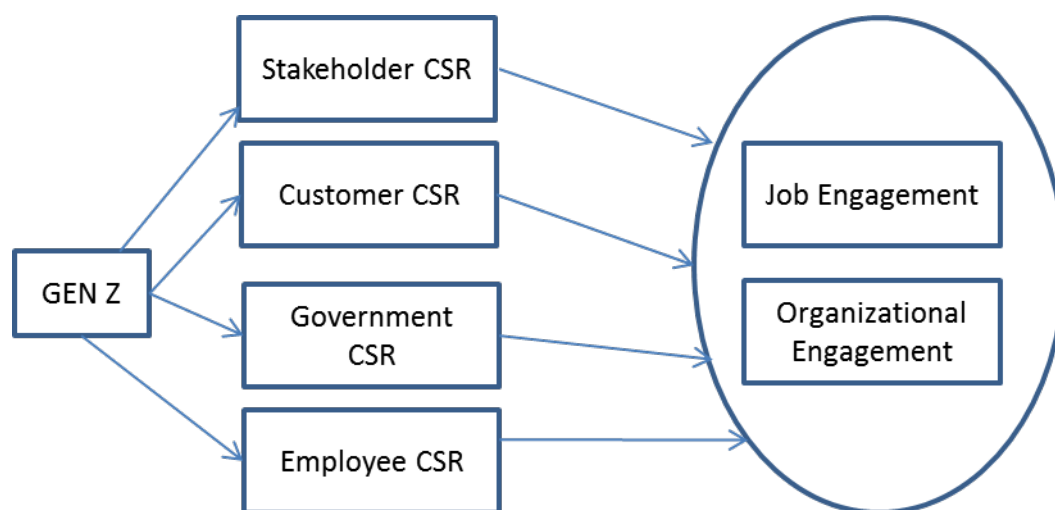 Stakeholder CSR
Customer CSR
GEN Z
Government
CSR
Employee CSR
Job Engagement
Organizational
Engagement